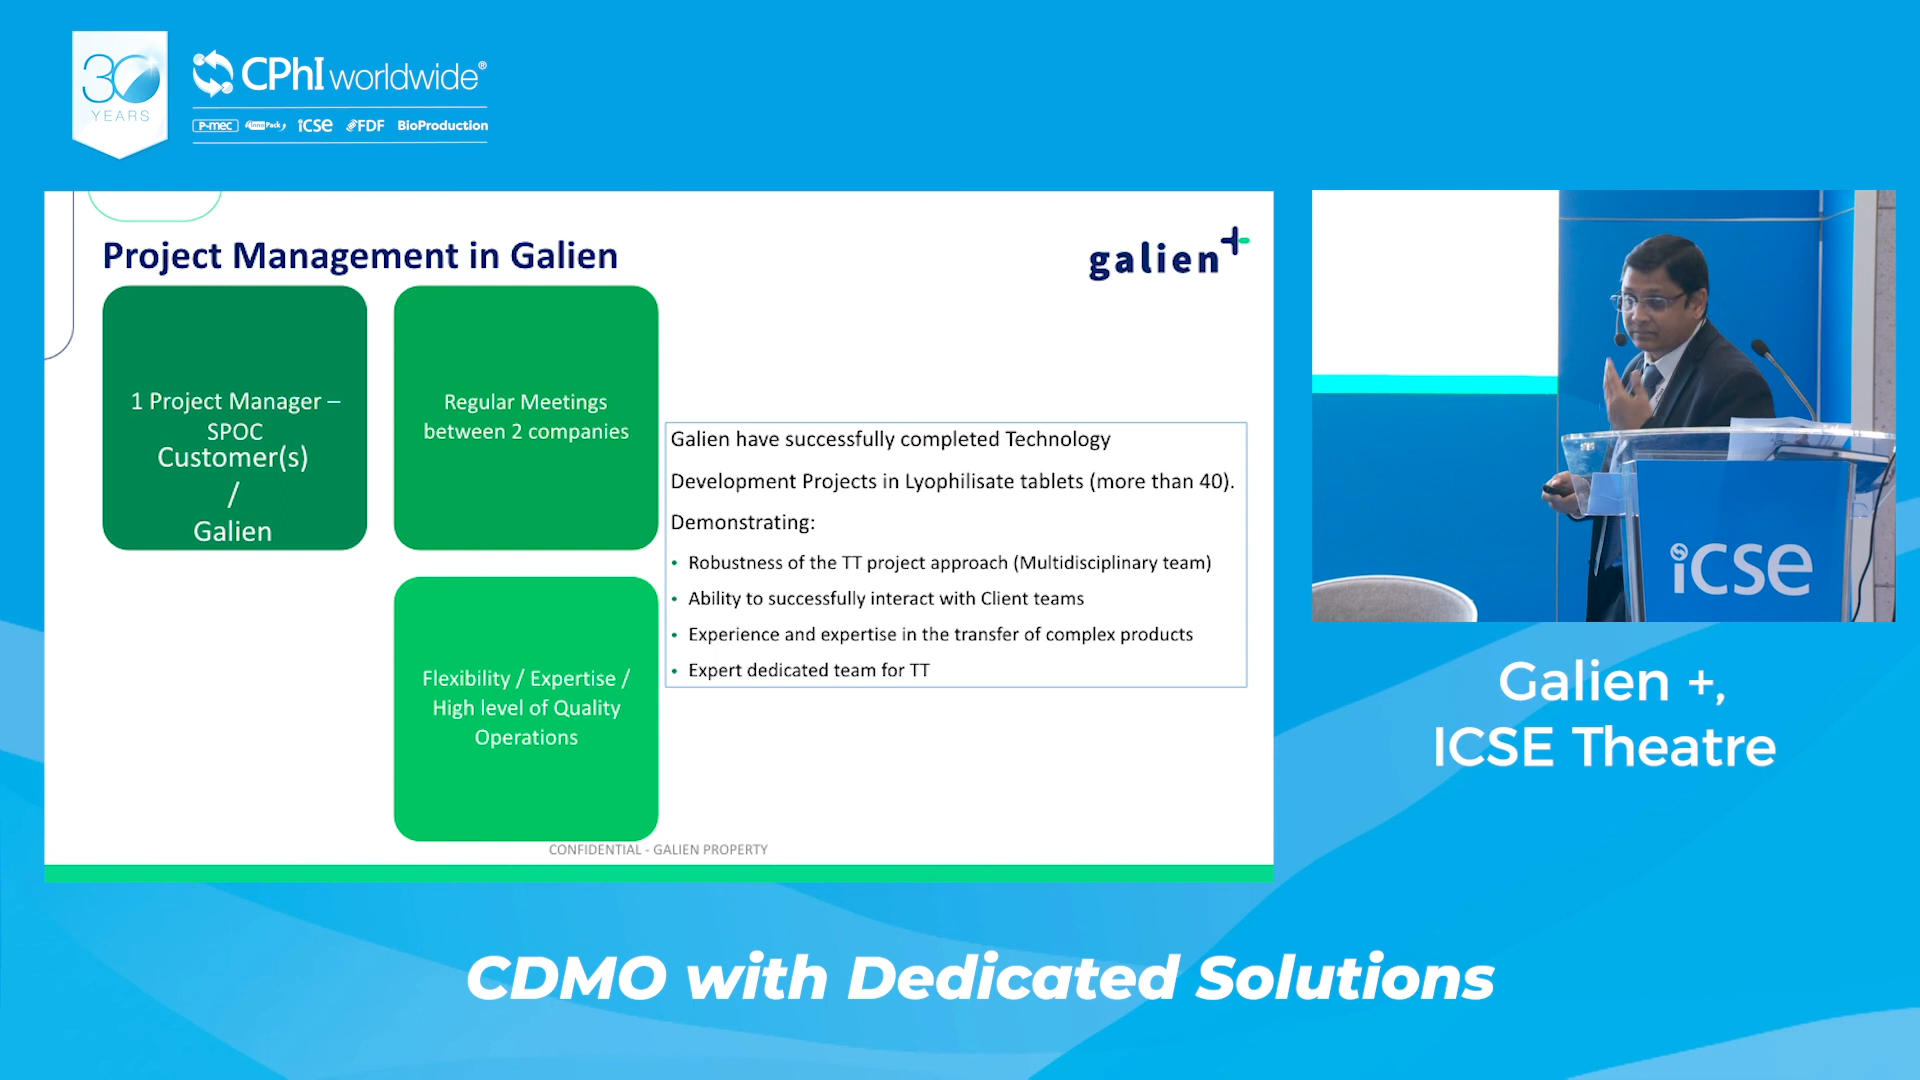 30
YEARS
CPhI worldwide®
P-mec InnoPack iCSE FDF BioProduction
Project Management in Galien
galien+
1 Project Manager –
SPOC
Customer(s)
/
Galien
Regular Meetings
between 2 companies
Flexibility / Expertise /
High level of Quality
Operations
Galien have successfully completed Technology
Development Projects in Lyophilisate tablets (more than 40).
Demonstrating:
• Robustness of the TT project approach (Multidisciplinary team)
• Ability to successfully interact with Client teams
• Experience and expertise in the transfer of complex products
• Expert dedicated team for TT
CONFIDENTIAL - GALIEN PROPERTY
iCSe
Galien +,
ICSE Theatre
CDMO with Dedicated Solutions